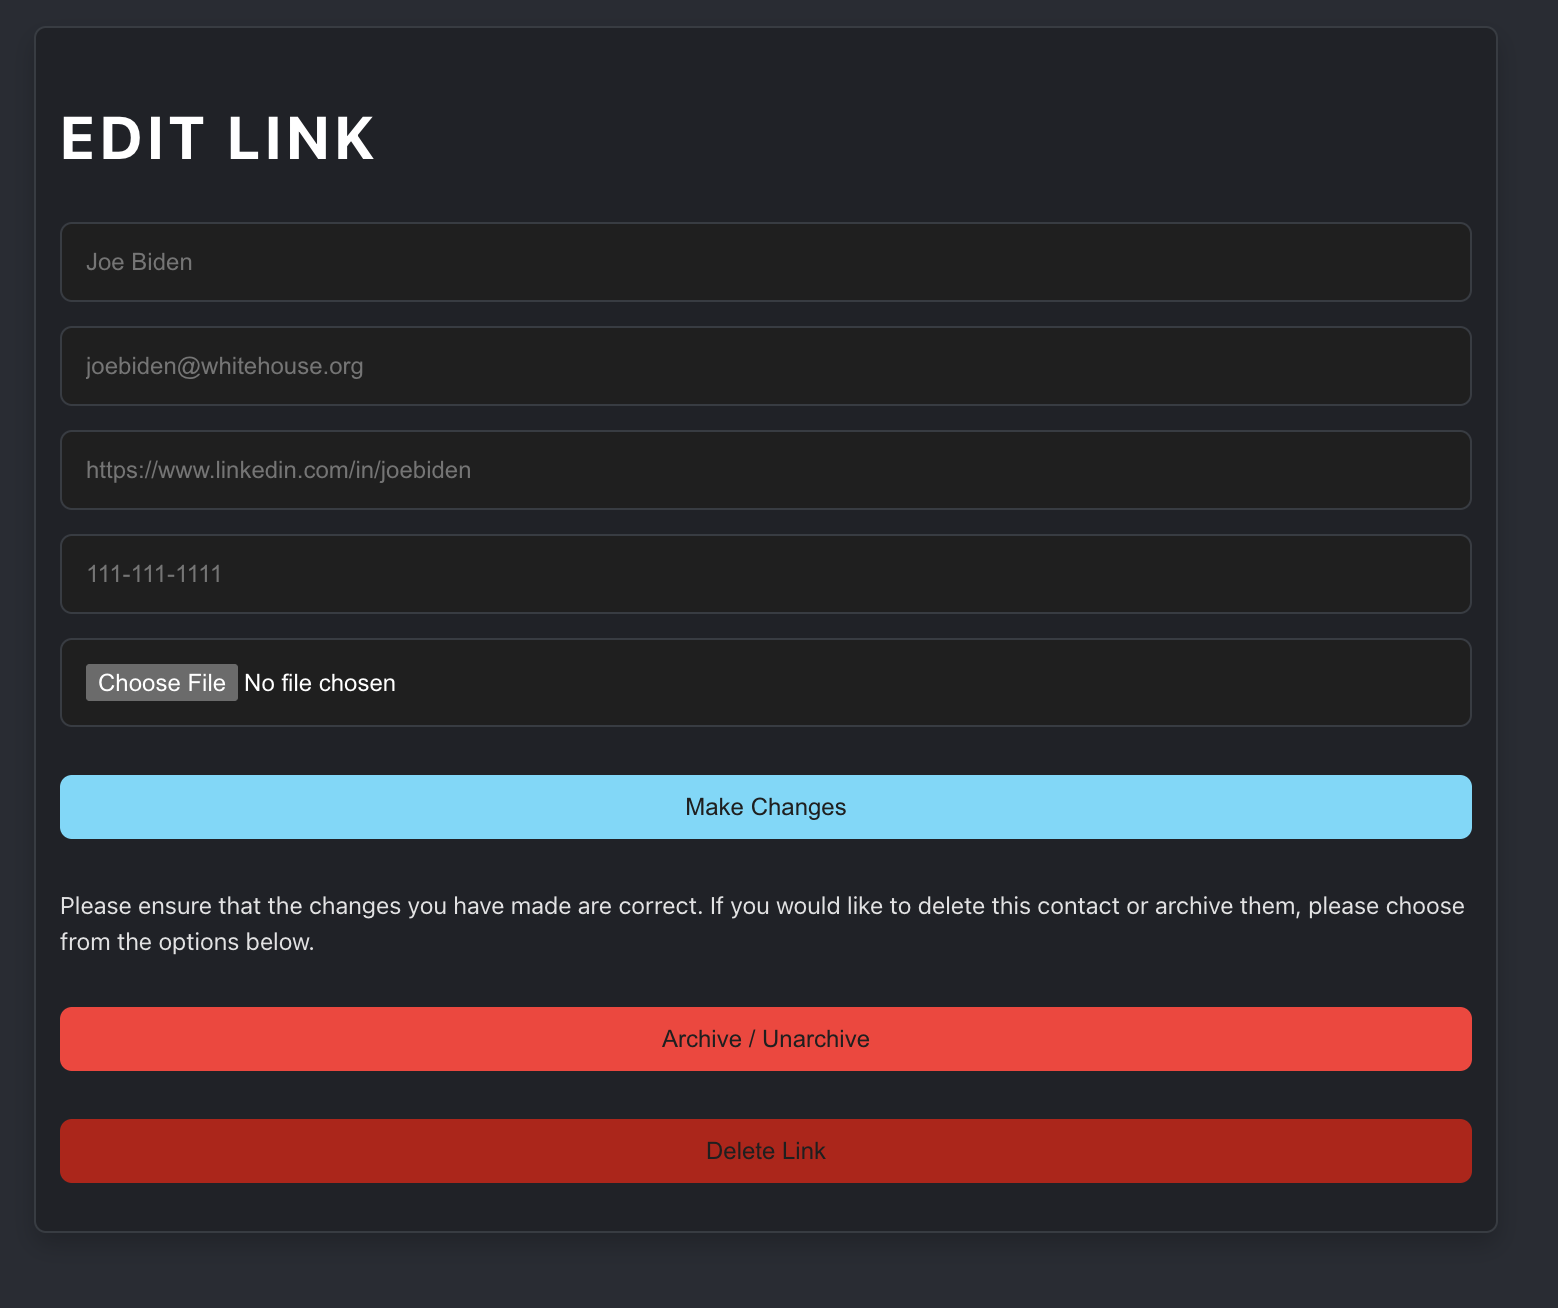 EDIT LINK
Joe Biden
joebiden@whitehouse.org
https://www.linkedin.com/in/joebiden
111-111-1111
Choose File No file chosen
Make Changes
Please ensure that the changes you have made are correct. If you would like to delete this contact or archive them, please choose
from the options below.
Archive / Unarchive
Delete Link